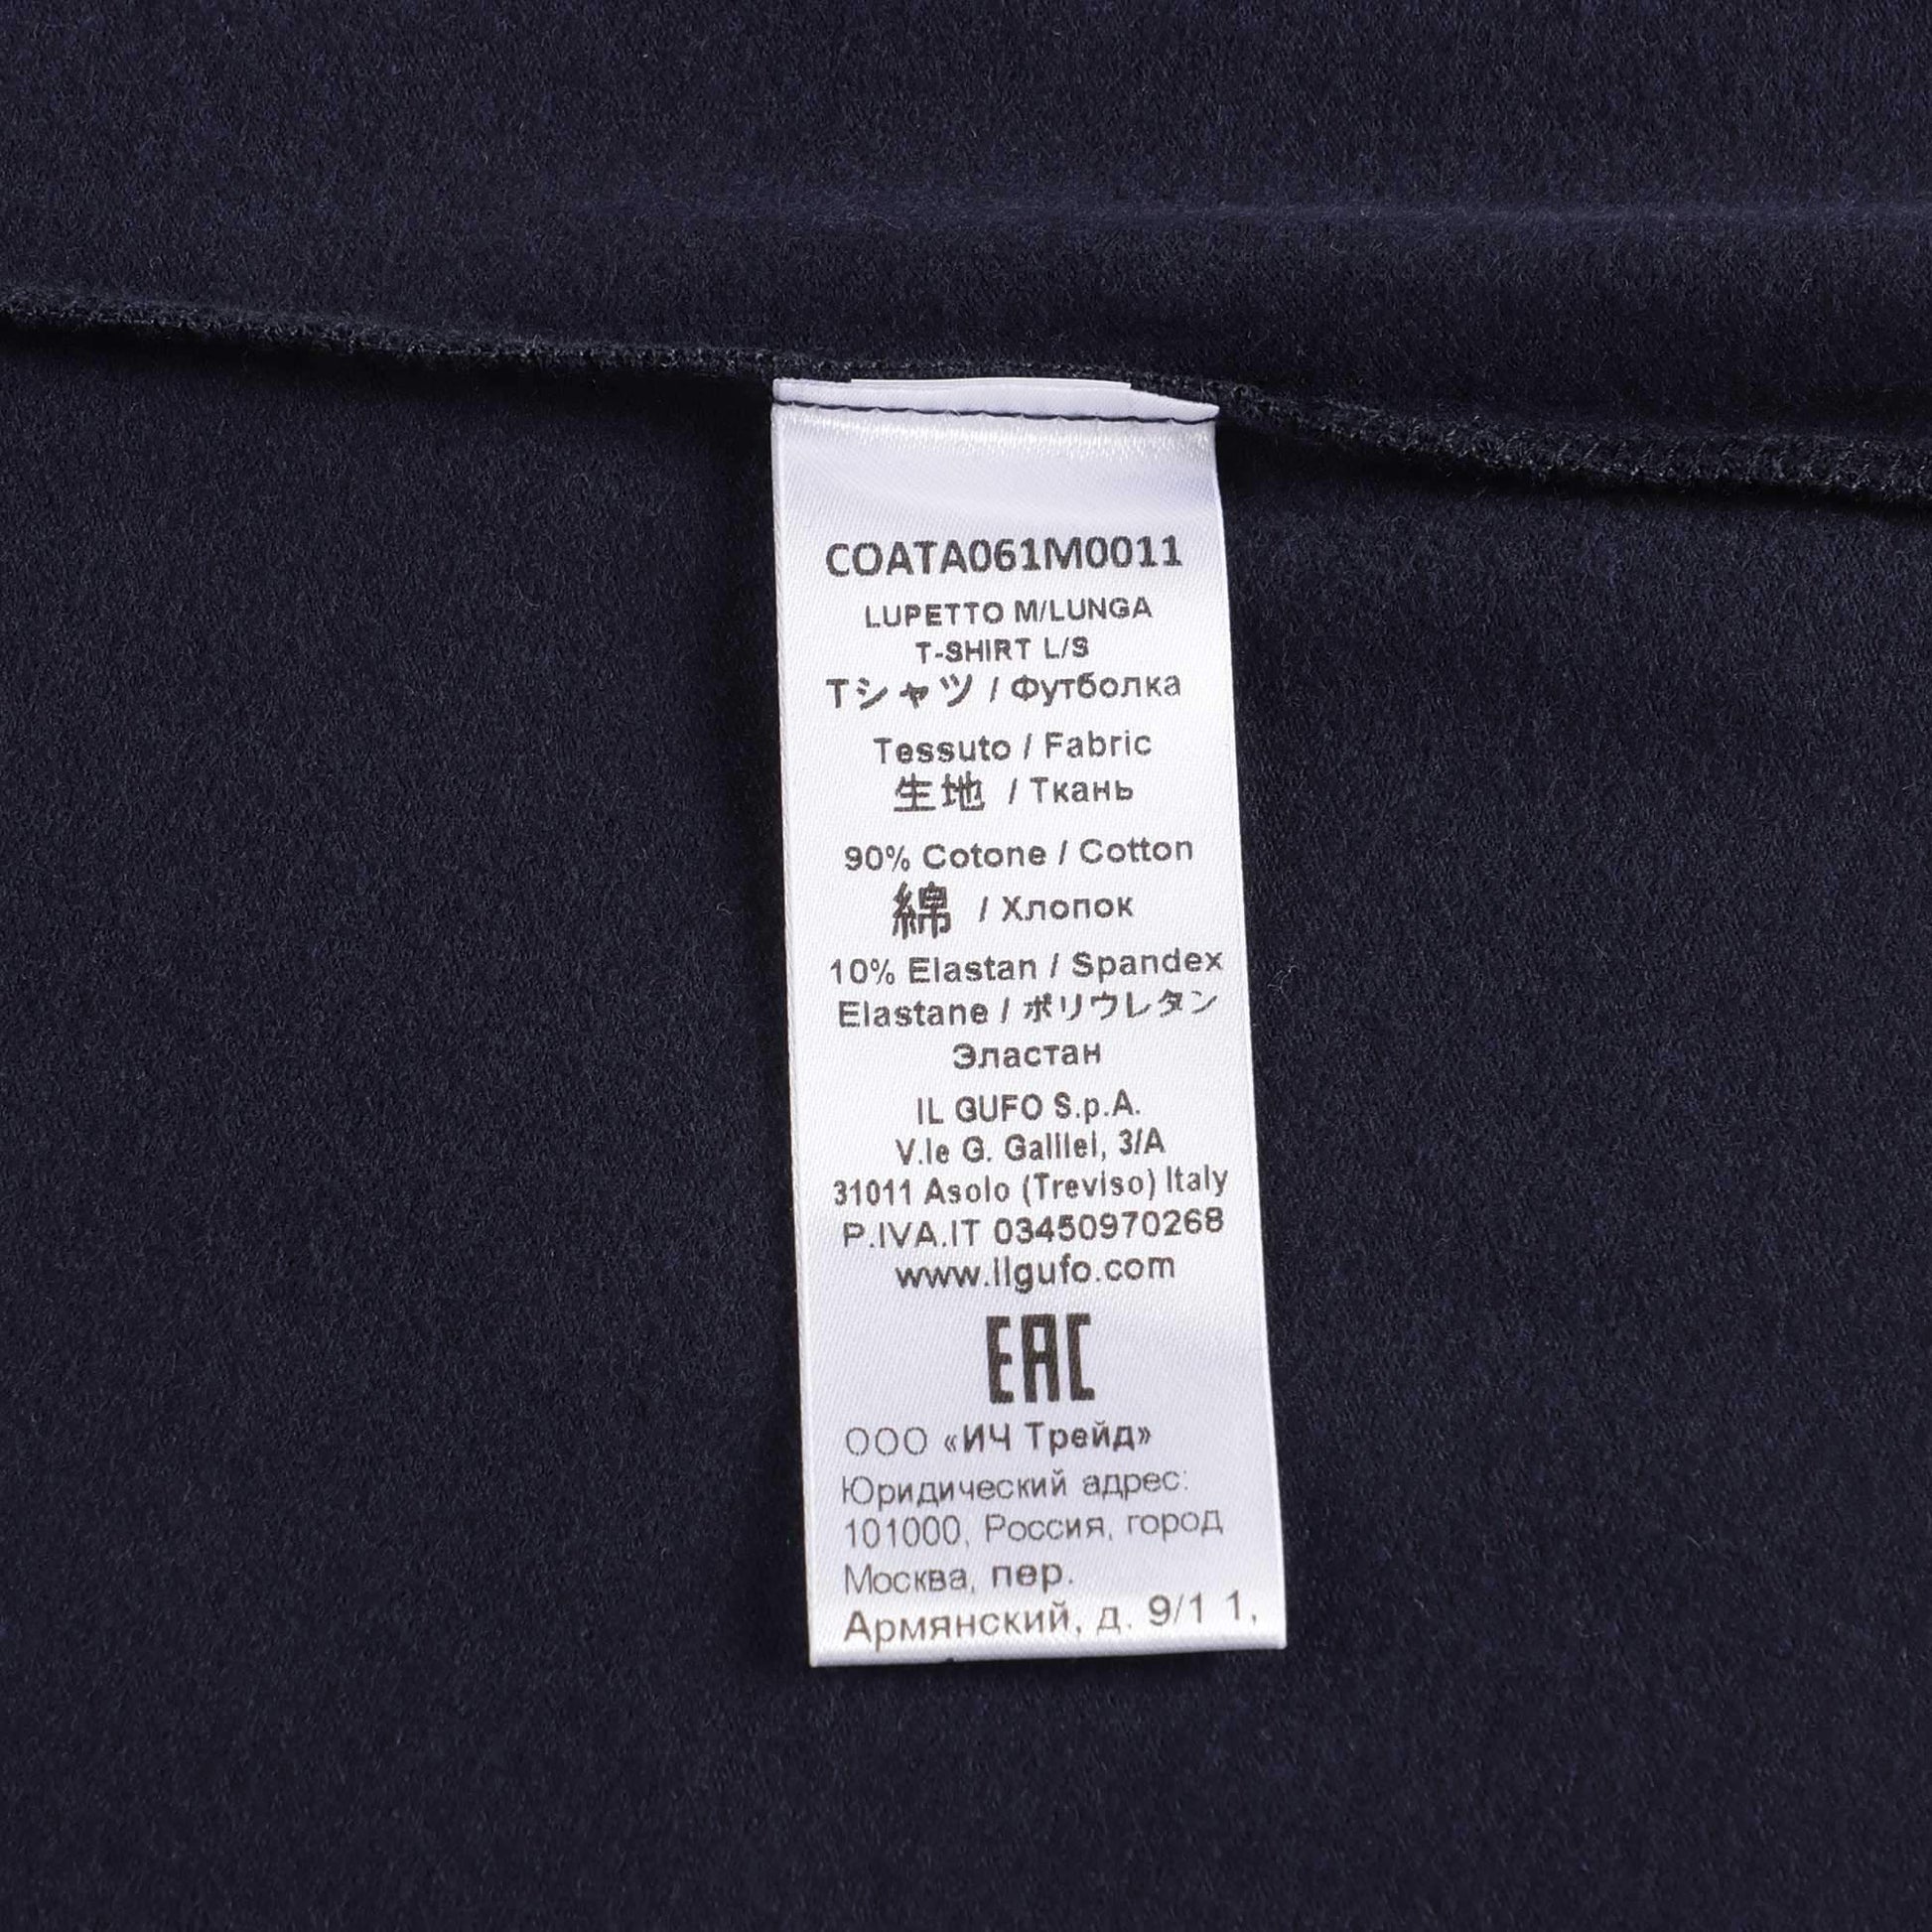 COATA061M0011
LUPETTO M/LUNGA
T-SHIRT L/S
Tシャツ / Футболка
Tessuto / Fabric
生地 / Ткань
90% Cotone / Cotton
綿 / Хлопок
10% Elastan / Spandex
Elastane / ポリウレタン
Эластан
IL GUFO S.p.A.
V.le G. Galilei, 3/A
31011 Asolo (Treviso) Italy
P.IVA.IT 03450970268
www.ilgufo.com
EAC
ООО «ИЧ Трейд»
Юридический адрес:
101000, Россия, город
Москва, пер.
Армянский, д. 9/1 1,